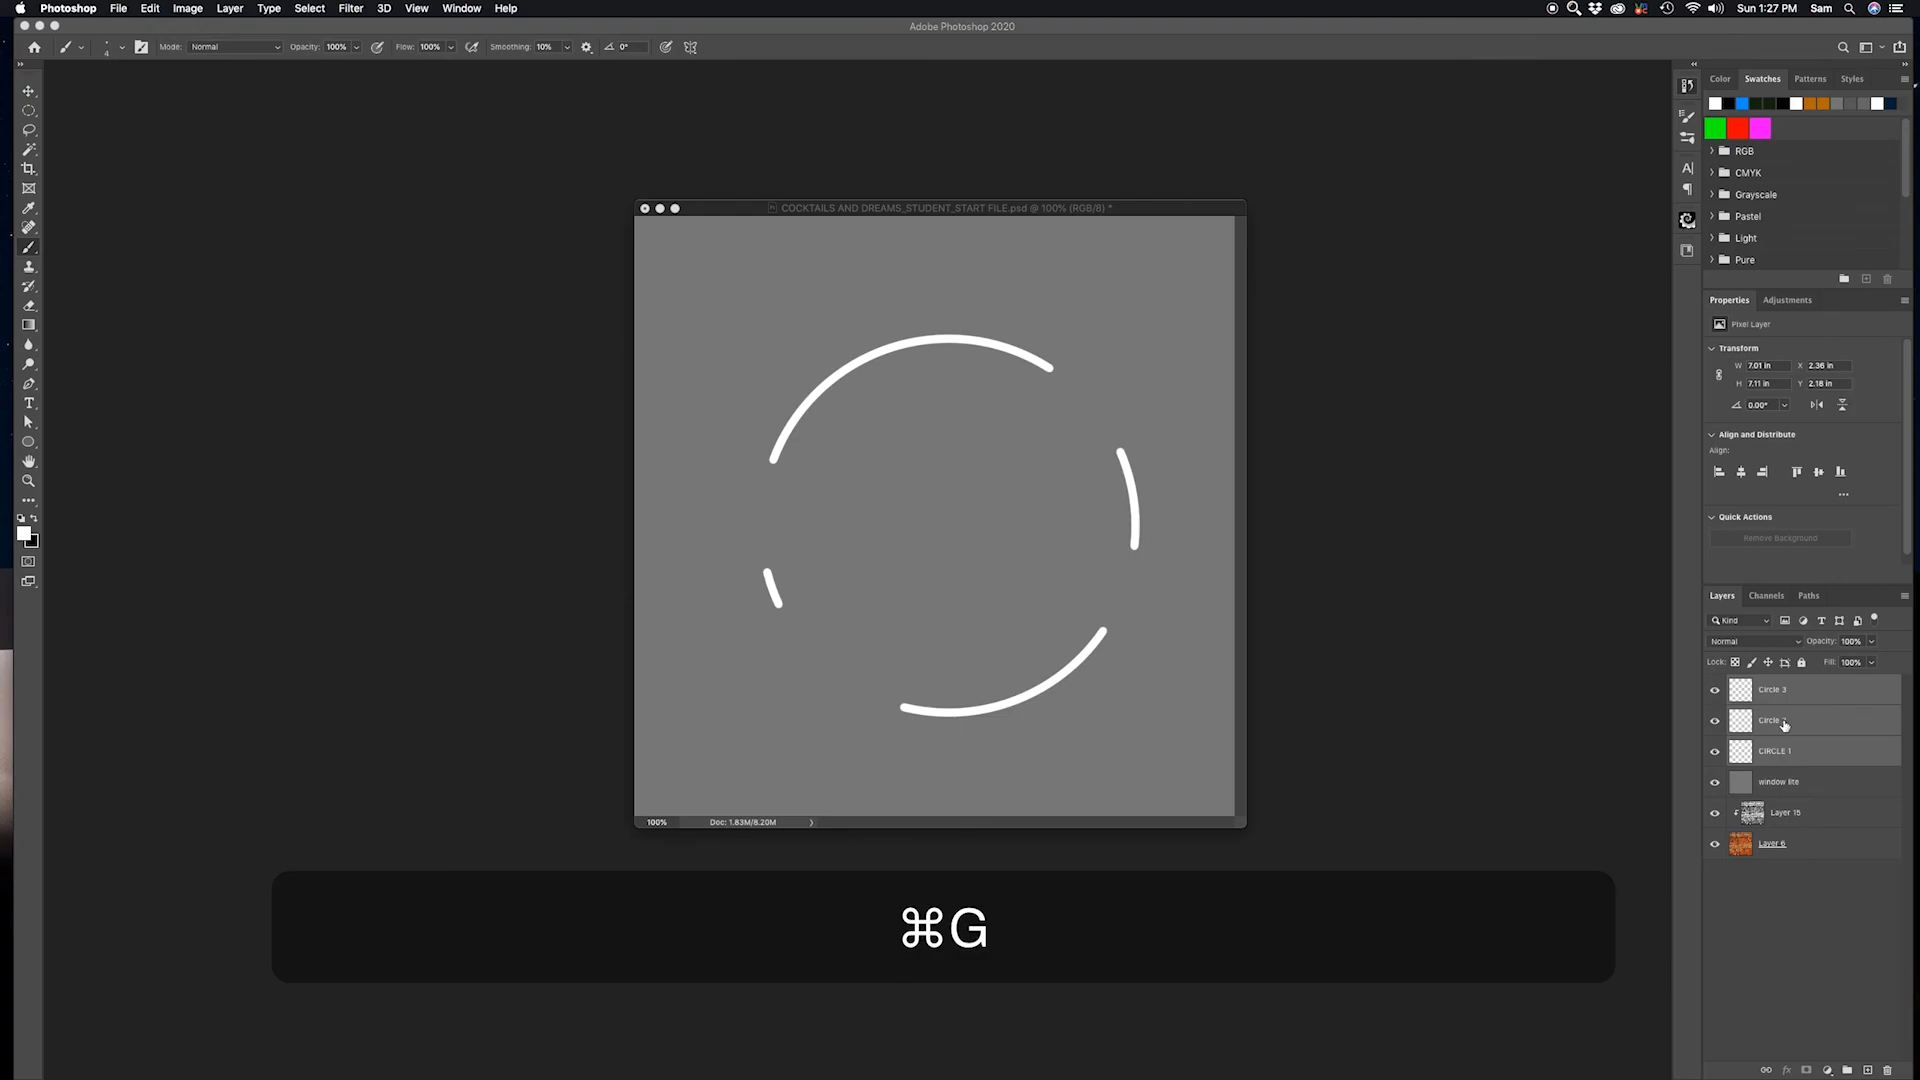 Photoshop File Edit Image Layer Type Select Filter 3D View Window Help
Sun 1:27 PM Sam
Adobe Photoshop 2020
4 Mode: Normal Opacity: 100% Flow: 100% Smoothing: 10% 0°
COCKTAILS AND DREAMS_STUDENT_START FILE.psd @ 100% (RGB/8) *
100% Doc: 1.83M/8.20M
⌘G
Color Swatches Patterns Styles
RGB
CMYK
Grayscale
Pastel
Light
Pure
Properties Adjustments
Pixel Layer
Transform
W 7.01 in X 2.36 in
H 7.11 in Y 2.18 in
0.00°
Align and Distribute
Align:
Quick Actions
Remove Background
Layers Channels Paths
Kind
Normal Opacity: 100%
Lock: Fill: 100%
Circle 3
Circle
CIRCLE 1
window lite
Layer 15
Layer 6